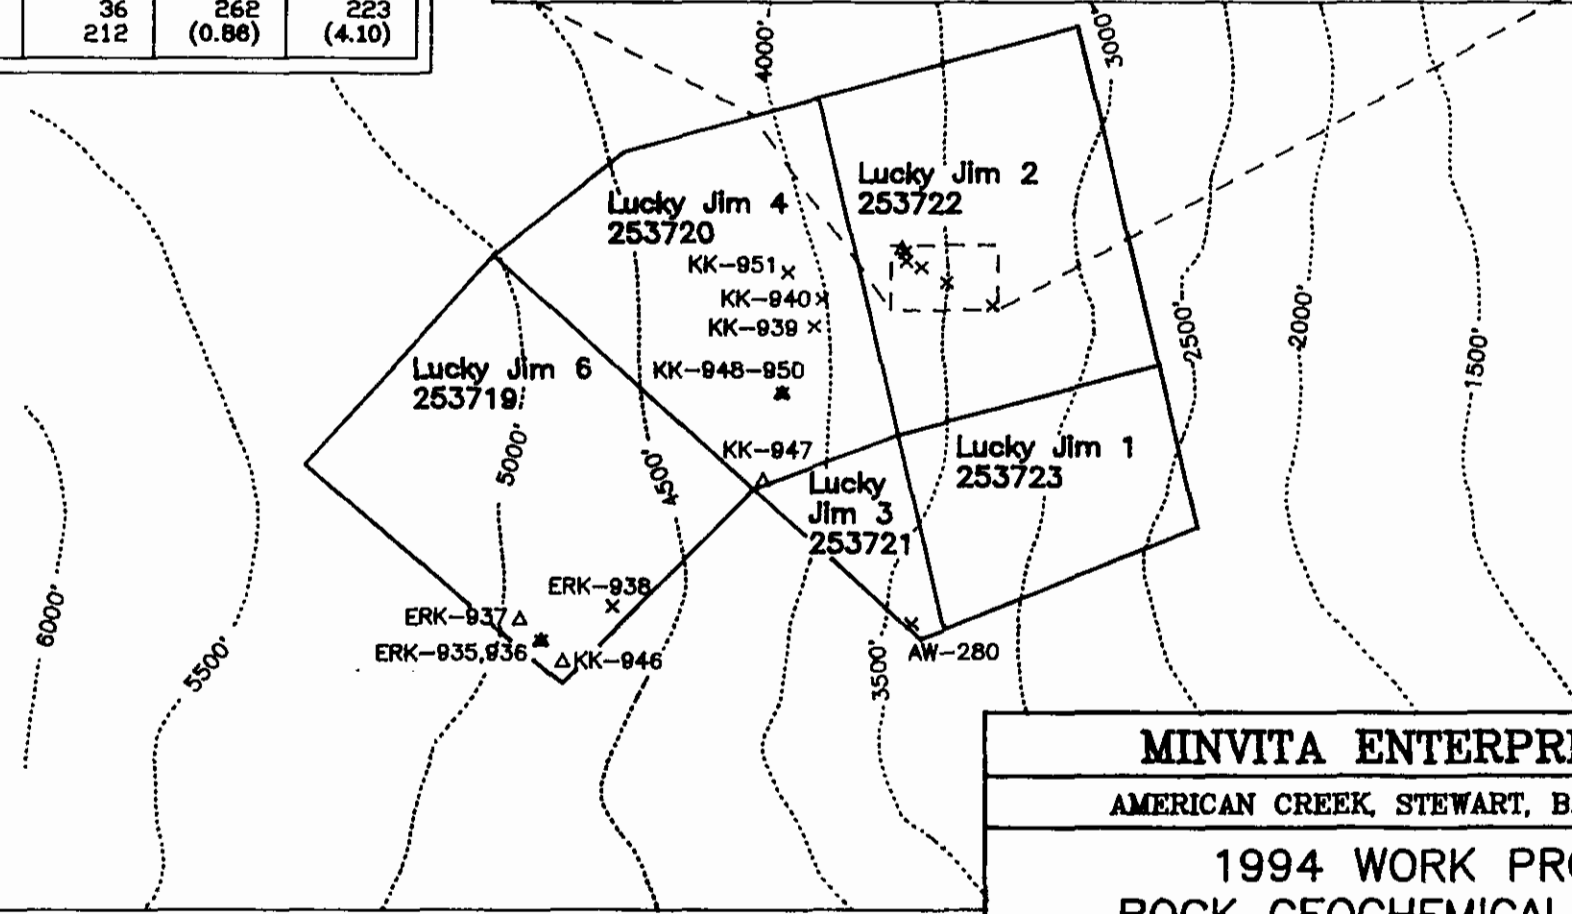 36 262 223
212 (0.86) (4.10)
4000'
3000'
Lucky Jim 2
253722
Lucky Jim 4
253720
KK-951
KK-940
KK-939
2500'
2000'
1500'
Lucky Jim 6
253719
KK-948-950
5000'
4500'
KK-947
Lucky Jim 1
253723
Lucky
Jim 3
253721
ERK-938
ERK-937
ERK-935,936
KK-946
AW-280
6000'
5500'
3500'
MINVITA ENTERPRI
AMERICAN CREEK, STEWART, B.
1994 WORK PRO
ROCK GEOCHEMICAL